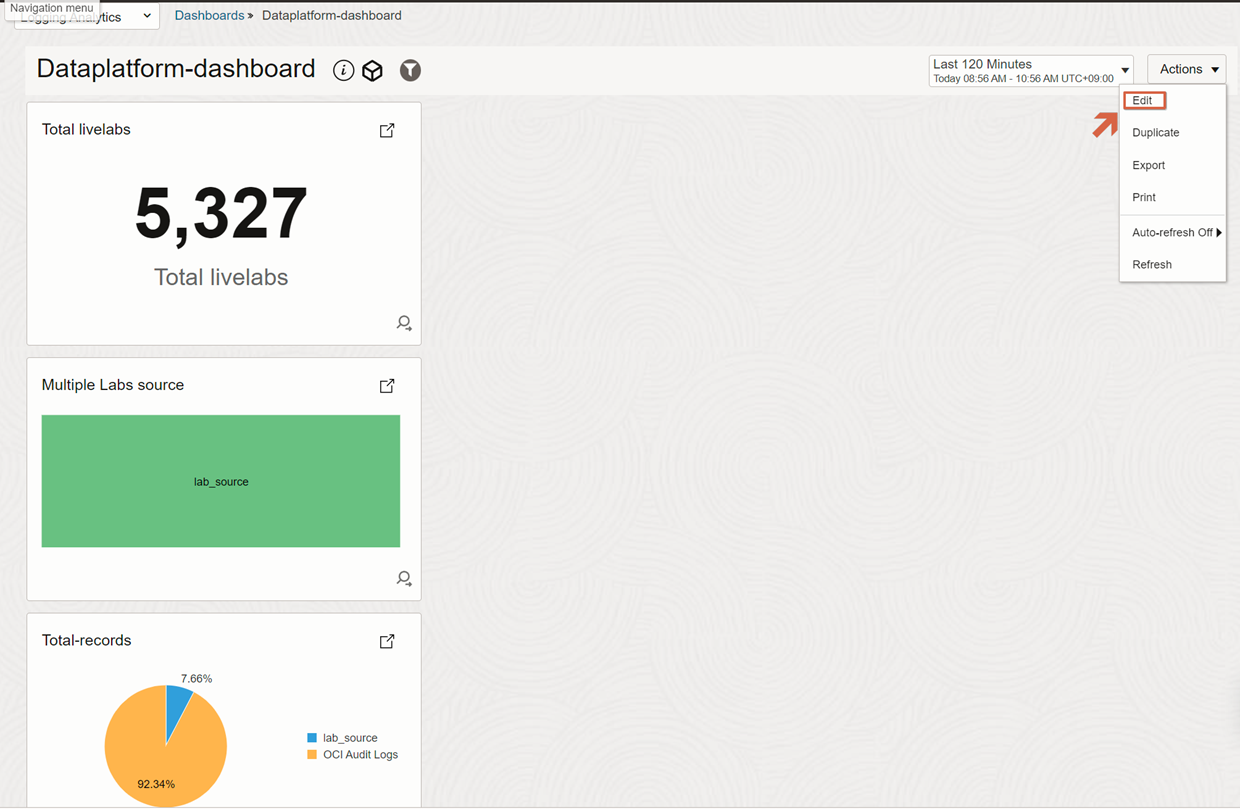 Navigation menu
Logging Analytics
Dashboards » Dataplatform-dashboard
Dataplatform-dashboard
Last 120 Minutes
Today 08:56 AM - 10:56 AM UTC+09:00
Actions
Edit
Duplicate
Export
Print
Auto-refresh Off
Refresh
Total livelabs
5,327
Total livelabs
Multiple Labs source
lab_source
Total-records
7.66%
92.34%
lab_source
OCI Audit Logs